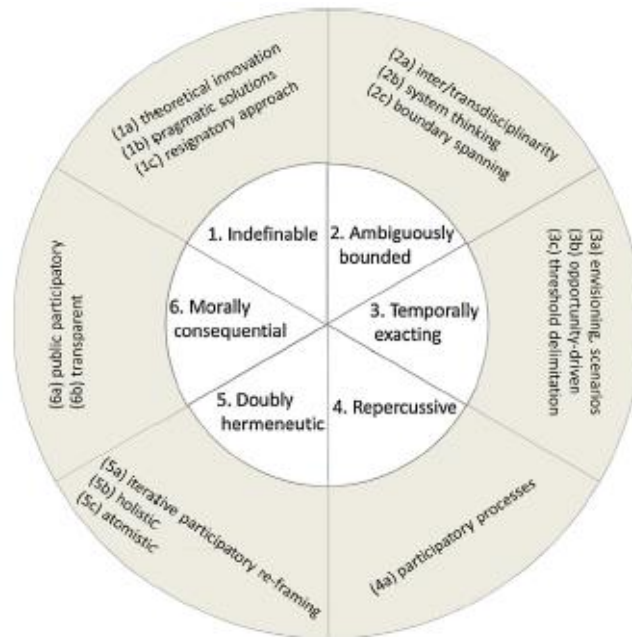 (1a) theoretical innovation
(1b) pragmatic solutions
(1c) resignatory approach
(2a) inter/transdisciplinarity
(2b) system thinking
(2c) boundary spanning
(3a) envisioning, scenarios
(3b) opportunity-driven
(3c) threshold delimitation
(4a) participatory processes
(5a) iterative participatory re-framing
(5b) holistic
(5c) atomistic
(6a) public participatory
(6b) transparent
1. Indefinable
2. Ambiguously
bounded
3. Temporally
exacting
4. Repercussive
5. Doubly
hermeneutic
6. Morally
consequential